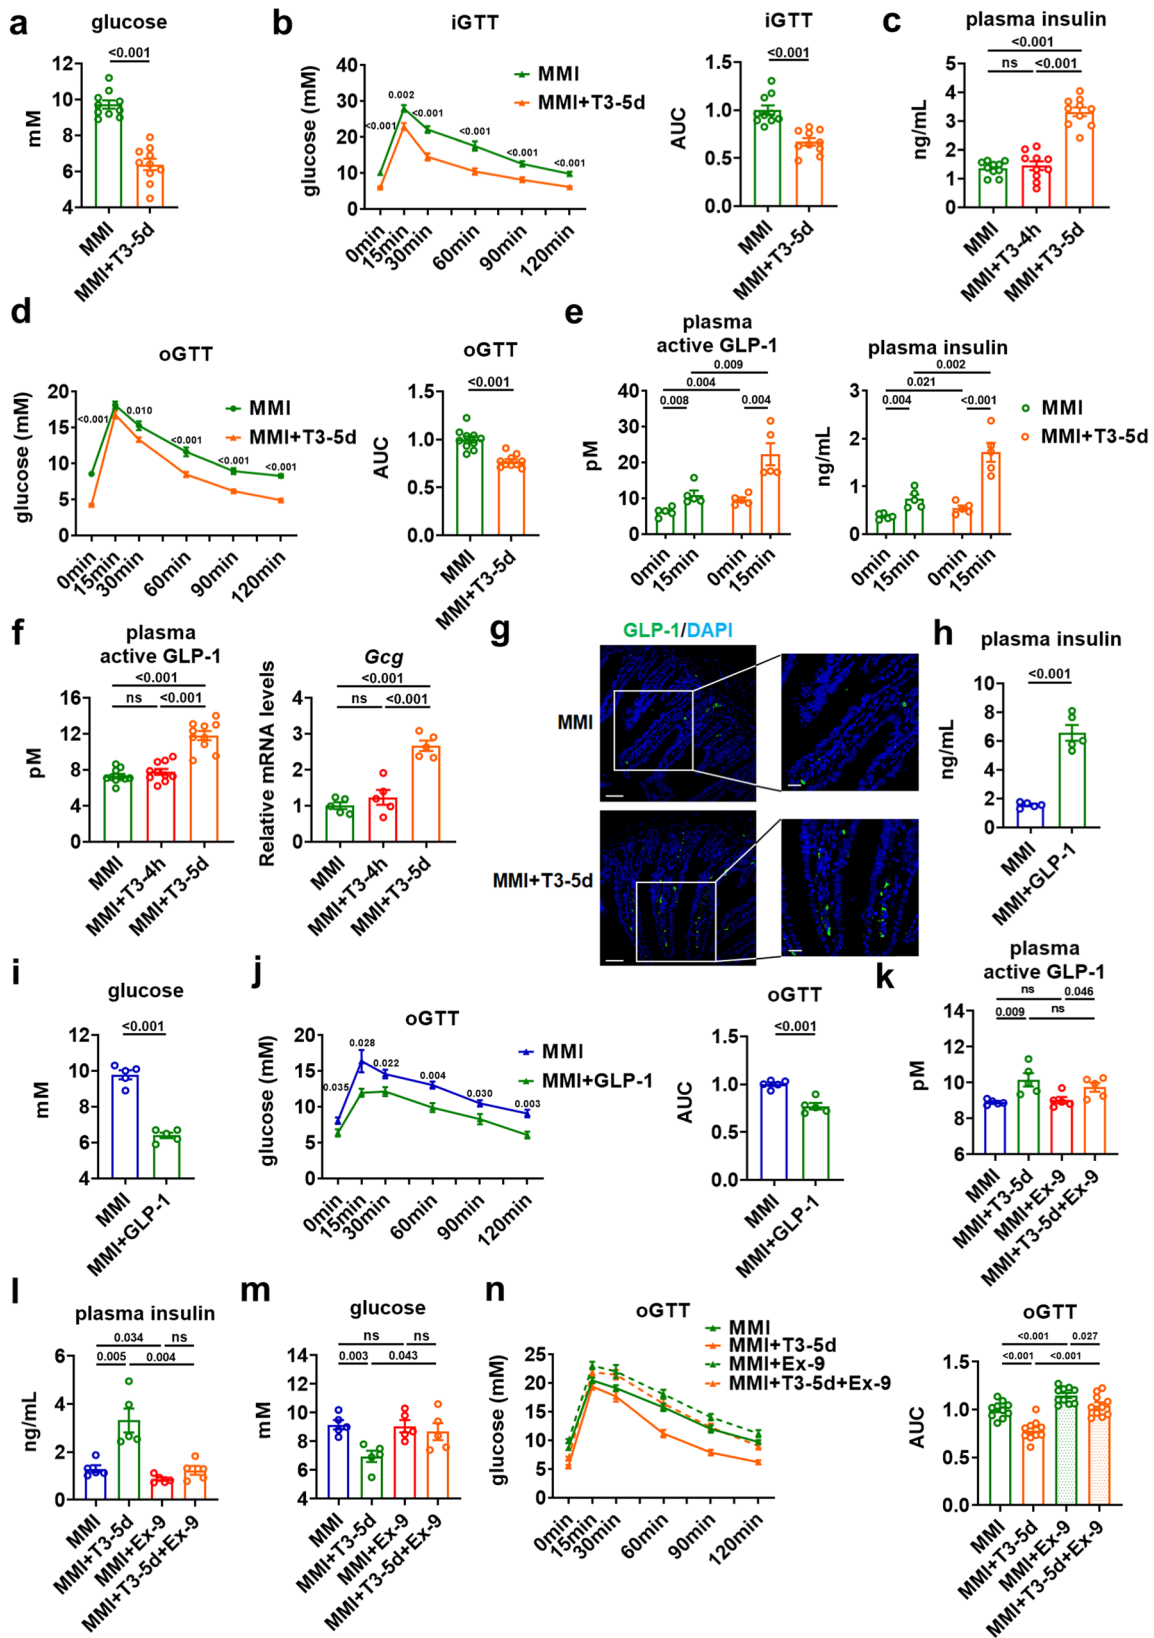 a
glucose
<0.001
mM
12
10
8
6
4
MMI
MMI+T3-5d
b
iGTT
glucose (mM)
40
30
20
10
0
<0.001
0.002
<0.001
<0.001
<0.001
<0.001
MMI
MMI+T3-5d
0min
15min
30min
60min
90min
120min
iGTT
<0.001
AUC
1.5
1.0
0.5
0.0
MMI
MMI+T3-5d
c
plasma insulin
<0.001
ns
<0.001
ng/mL
5
4
3
2
1
0
MMI
MMI+T3-4h
MMI+T3-5d
d
oGTT
glucose (mM)
20
15
10
5
0
<0.001
0.010
<0.001
<0.001
<0.001
MMI
MMI+T3-5d
0min
15min
30min
60min
90min
120min
oGTT
<0.001
AUC
1.5
1.0
0.5
0.0
MMI
MMI+T3-5d
e
plasma
active GLP-1
0.009
0.004
0.008
0.004
pM
40
30
20
10
0
0min
15min
0min
15min
plasma insulin
0.002
0.021
0.004
<0.001
ng/mL
3
2
1
0
0min
15min
0min
15min
MMI
MMI+T3-5d
f
plasma
active GLP-1
<0.001
ns
<0.001
pM
16
12
8
4
0
MMI
MMI+T3-4h
MMI+T3-5d
Gcg
<0.001
ns
<0.001
Relative mRNA levels
4
3
2
1
0
MMI
MMI+T3-4h
MMI+T3-5d
g
GLP-1/DAPI
MMI
MMI+T3-5d
h
plasma insulin
<0.001
ng/mL
10
8
6
4
2
0
MMI
MMI+GLP-1
i
glucose
<0.001
mM
12
10
8
6
4
MMI
MMI+GLP-1
j
oGTT
glucose (mM)
20
15
10
5
0
0.035
0.028
0.022
0.004
0.030
0.003
MMI
MMI+GLP-1
0min
15min
30min
60min
90min
120min
oGTT
<0.001
AUC
1.5
1.0
0.5
0.0
MMI
MMI+GLP-1
k
plasma
active GLP-1
ns
0.046
0.009
ns
pM
14
12
10
8
6
MMI
MMI+T3-5d
MMI+Ex-9
MMI+T3-5d+Ex-9
l
plasma insulin
0.034
ns
0.005
0.004
ng/mL
6
4
2
0
MMI
MMI+T3-5d
MMI+Ex-9
MMI+T3-5d+Ex-9
m
glucose
ns
ns
0.003
0.043
mM
14
12
10
8
6
4
MMI
MMI+T3-5d
MMI+Ex-9
MMI+T3-5d+Ex-9
n
oGTT
glucose (mM)
25
20
15
10
5
0
MMI
MMI+T3-5d
MMI+Ex-9
MMI+T3-5d+Ex-9
0min
15min
30min
60min
90min
120min
oGTT
<0.001
0.027
<0.001
<0.001
AUC
1.5
1.0
0.5
0.0
MMI
MMI+T3-5d
MMI+Ex-9
MMI+T3-5d+Ex-9